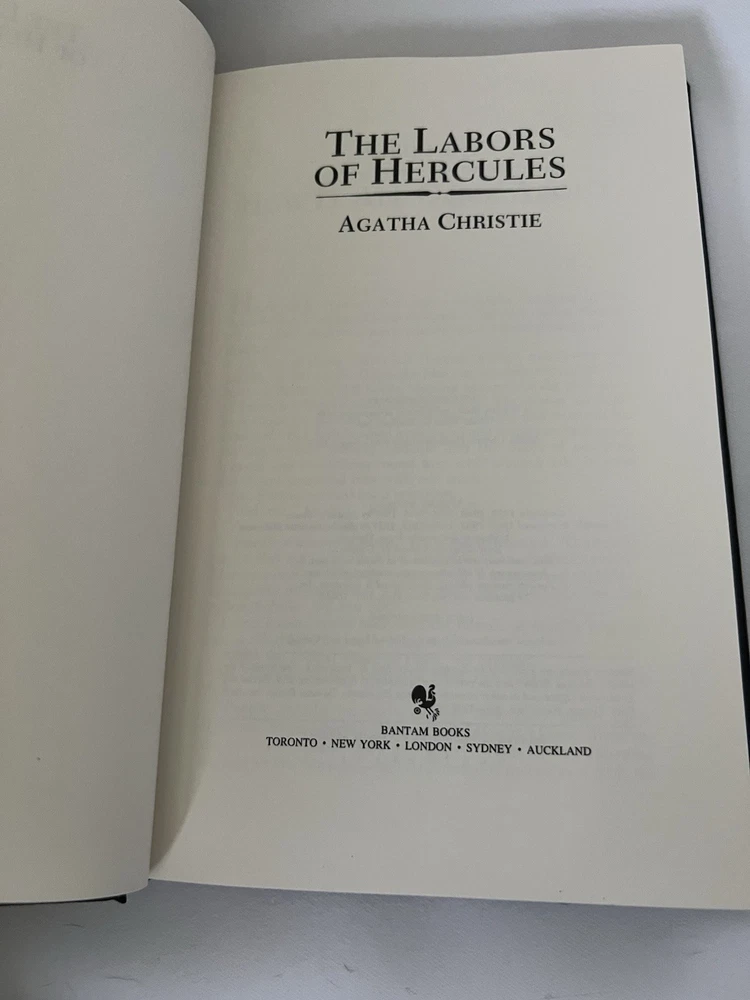 THE LABORS
OF HERCULES
AGATHA CHRISTIE
BANTAM BOOKS
TORONTO • NEW YORK • LONDON • SYDNEY • AUCKLAND